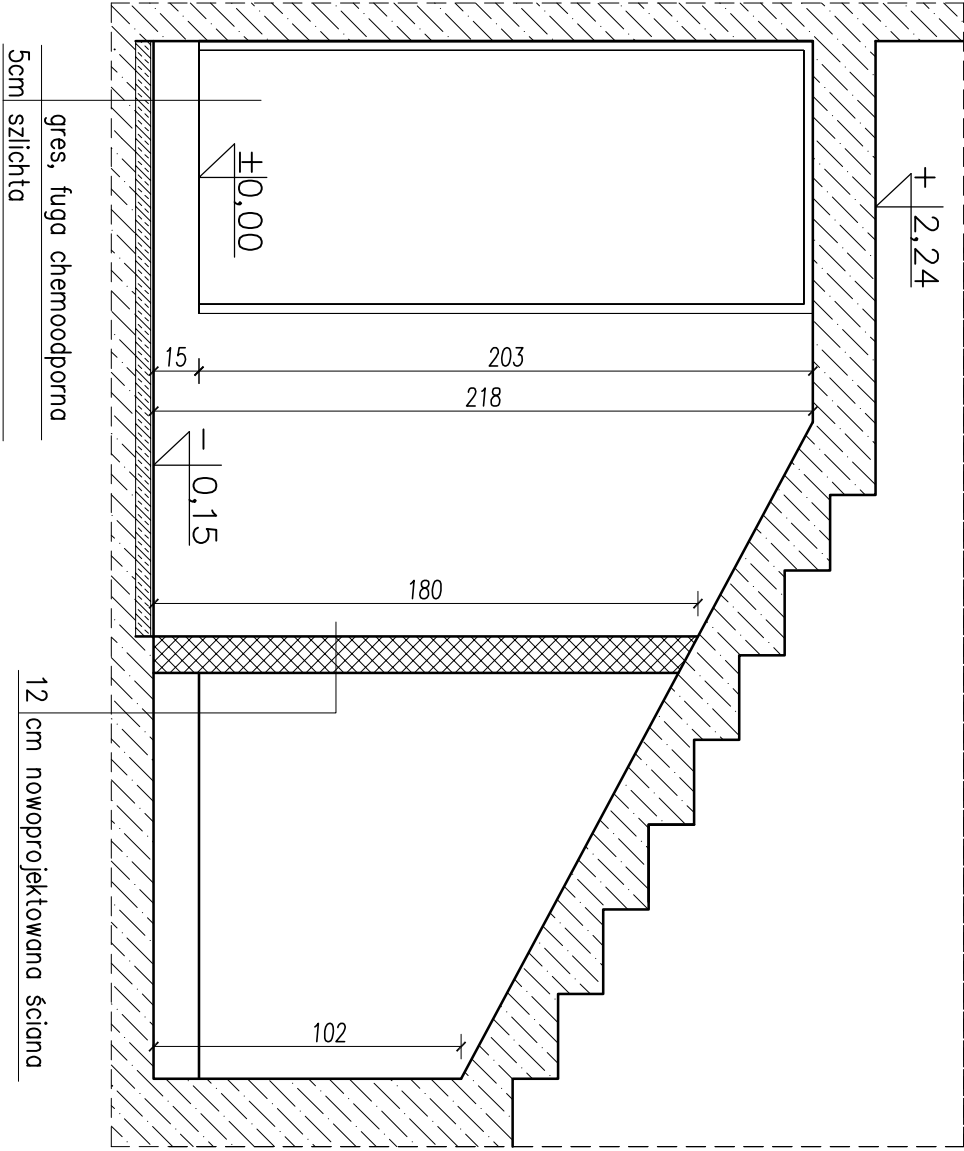 + 2,24
±0,00
15
203
218
− 0,15
180
102
gres, fuga chemoodporna
5cm szlichta
12 cm nowoprojektowana ściana